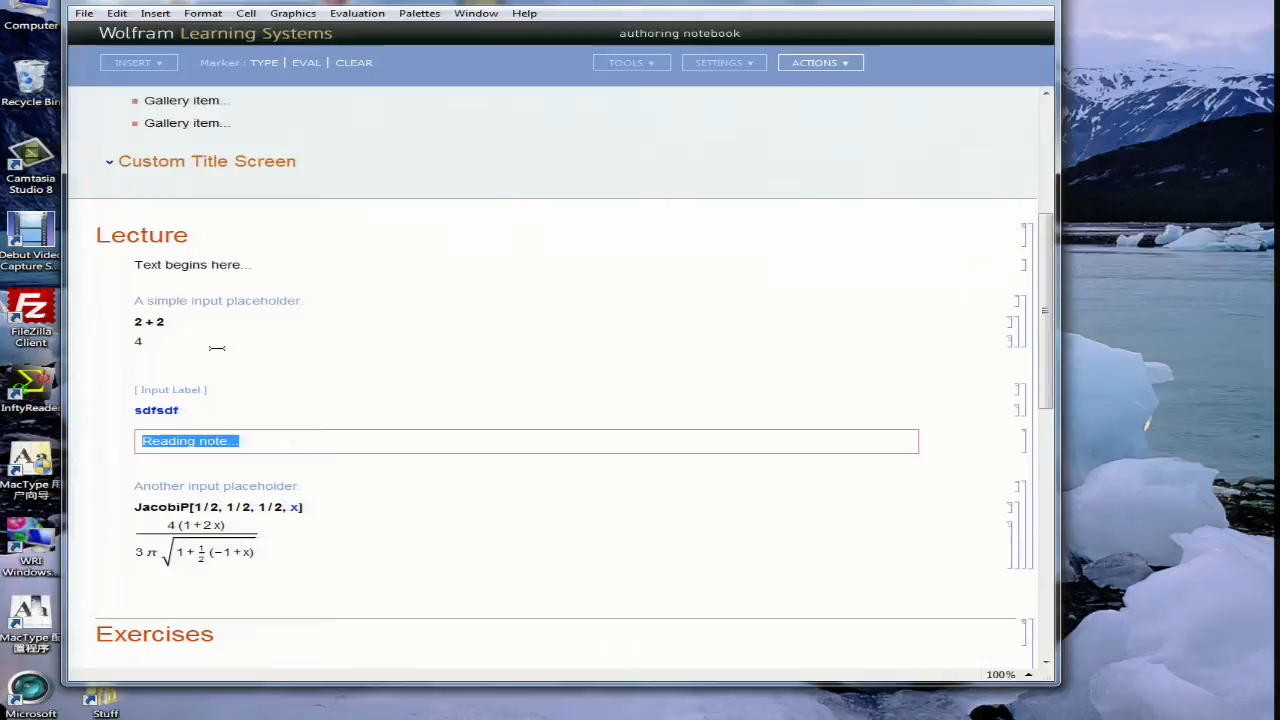 File Edit Insert Format Cell Graphics Evaluation Palettes Window Help
Wolfram Learning Systems
authoring notebook
INSERT
Marker : TYPE | EVAL | CLEAR
TOOLS
SETTINGS
ACTIONS
Gallery item...
Gallery item...
Custom Title Screen
Lecture
Text begins here...
A simple input placeholder.
2 + 2
4
[ Input Label ]
sdfsdf
Reading note...
Another input placeholder.
JacobiP[1/2, 1/2, 1/2, x]
4 (1 + 2 x)
3 π √ 1 + 1/2 (−1 + x)
Exercises
100%
Computer
Recycle Bin
Camtasia
Studio 8
Debut Video
Capture S...
FileZilla
Client
InftyReader
MacType 用
户向导
WRI
Windows...
MacType 配
置程序
Microsoft
Stuff